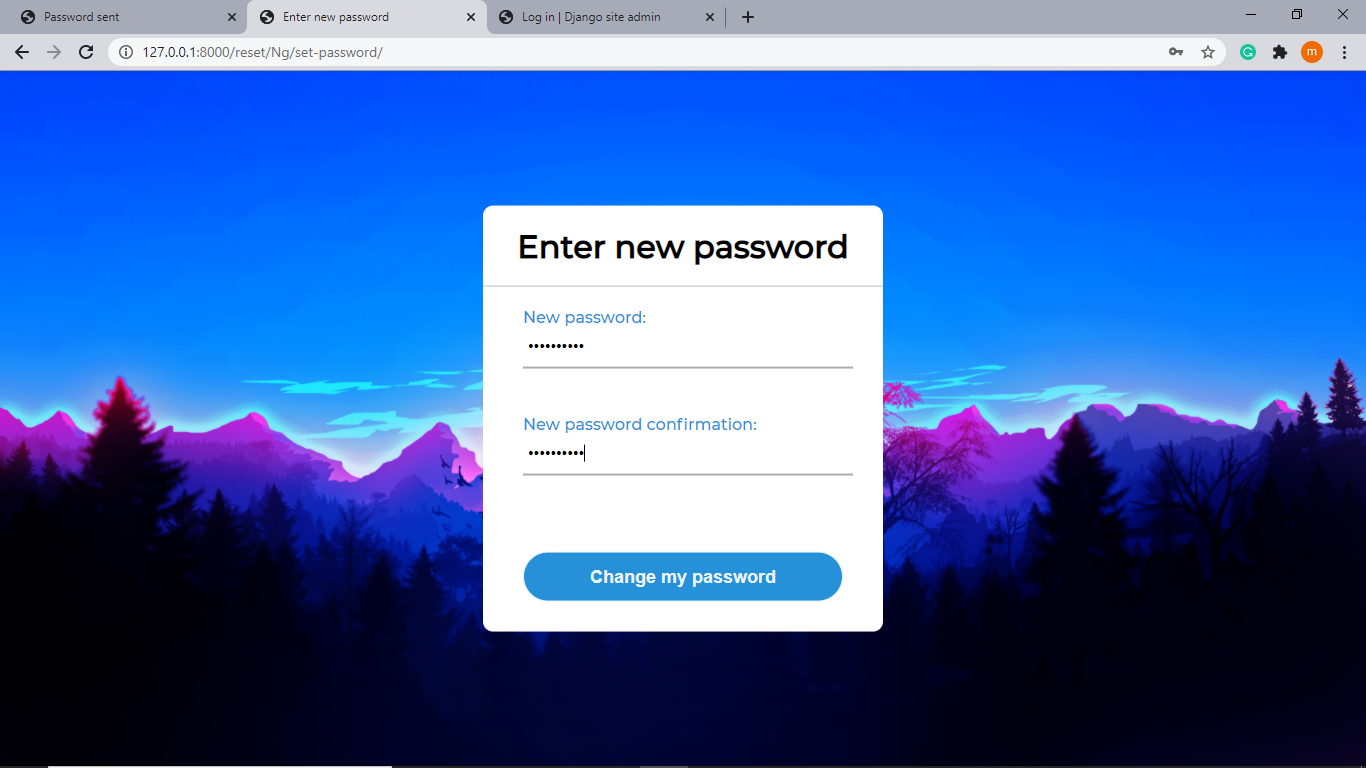 Password sent
Enter new password
Log in | Django site admin
127.0.0.1:8000/reset/Ng/set-password/
m
Enter new password
New password:
••••••••••
New password confirmation:
••••••••••
Change my password